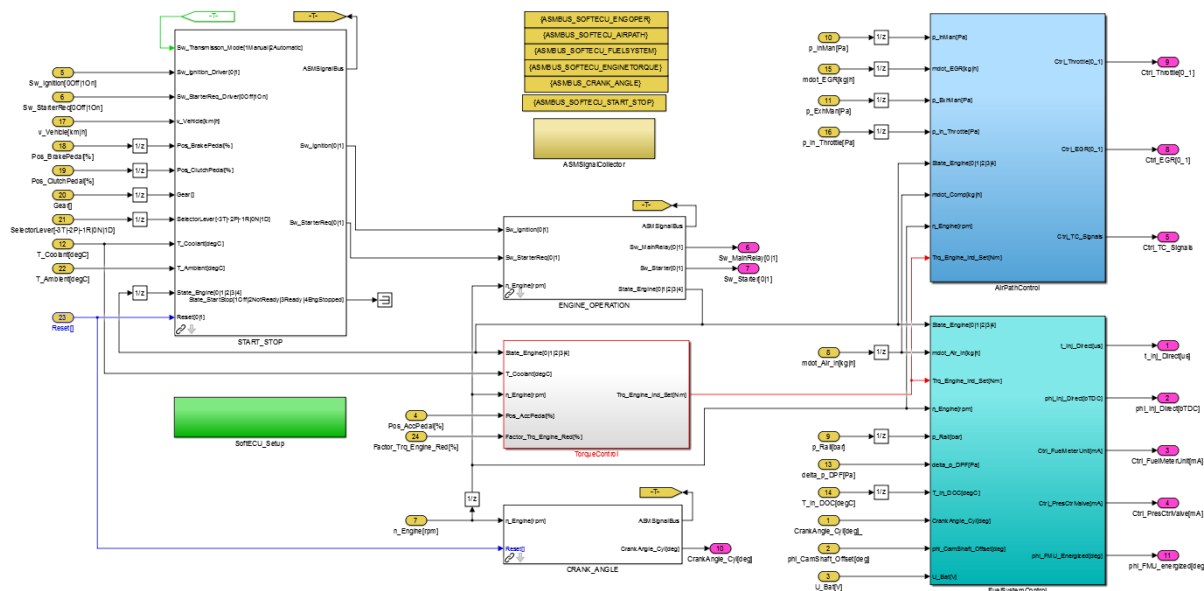 -T-
-T-
Sw_Transmisson_Mode[1Manual|2Automatic]
ASMSignalBus
5
Sw_Ignition[0Off|1On]
Sw_Ignition_Driver[0|1]
6
Sw_StarterReq[0Off|1On]
Sw_StarterReq_Driver[0Off|1On]
17
v_Vehicle[km|h]
v_Vehicle[km|h]
18
Pos_BrakePedal[%]
1/z
Pos_BrakePedal[%]
Sw_Ignition[0|1]
19
Pos_ClutchPedal[%]
1/z
Pos_ClutchPedal[%]
20
Gear[]
1/z
Gear[]
21
SelectorLever[-3T|-2P|-1R|0N|1D]
1/z
SelectorLever[-3T|-2P|-1R|0N|1D]
Sw_StarterReq[0|1]
12
T_Coolant[degC]
T_Coolant[degC]
22
T_Ambient[degC]
T_Ambient[degC]
1/z
State_Engine[0|1|2|3|4]
State_StartStop[1Off|2NotReady|3Ready|4EngStopped]
23
Reset[]
Reset[0|1]
START_STOP
SoftECU_Setup
{ASMBUS_SOFTECU_ENGOPER}
{ASMBUS_SOFTECU_AIRPATH}
{ASMBUS_SOFTECU_FUELSYSTEM}
{ASMBUS_SOFTECU_ENGINETORQUE}
{ASMBUS_CRANK_ANGLE}
{ASMBUS_SOFTECU_START_STOP}
ASMSignalCollector
-T-
ASMSignalBus
Sw_Ignition[0|1]
Sw_MainRelay[0|1]
6
Sw_MainRelay[0|1]
Sw_StarterReq[0|1]
Sw_Starter[0|1]
7
Sw_Starter[0|1]
n_Engine[rpm]
State_Engine[0|1|2|3|4]
ENGINE_OPERATION
State_Engine[0|1|2|3|4]
T_Coolant[degC]
n_Engine[rpm]
Trq_Engine_Ind_Set[Nm]
4
Pos_AccPedal[%]
Pos_AccPedal[%]
24
Factor_Trq_Engine_Red[%]
Factor_Trq_Engine_Red[%]
TorqueControl
1/z
-T-
7
n_Engine[rpm]
n_Engine[rpm]
ASMSignalBus
Reset[]
CrankAngle_Cyl[deg]
10
CrankAngle_Cyl[deg]
CRANK_ANGLE
10
p_InMan[Pa]
1/z
p_InMan[Pa]
15
mdot_EGR[kg|h]
1/z
mdot_EGR[kg|h]
Ctrl_Throttle[0_1]
9
Ctrl_Throttle[0_1]
11
p_ExhMan[Pa]
1/z
p_ExhMan[Pa]
16
p_In_Throttle[Pa]
1/z
p_In_Throttle[Pa]
Ctrl_EGR[0_1]
8
Ctrl_EGR[0_1]
State_Engine[0|1|2|3|4]
mdot_Comp[kg|h]
n_Engine[rpm]
Ctrl_TC_Signals
5
Ctrl_TC_Signals
Trq_Engine_Ind_Set[Nm]
AirPathControl
State_Engine[0|1|2|3|4]
8
mdot_Air_In[kg|h]
1/z
mdot_Air_In[kg|h]
t_Inj_Direct[us]
1
t_Inj_Direct[us]
Trq_Engine_Ind_Set[Nm]
n_Engine[rpm]
phi_Inj_Direct[bTDC]
2
phi_Inj_Direct[bTDC]
9
p_Rail[bar]
1/z
p_Rail[bar]
13
delta_p_DPF[Pa]
delta_p_DPF[Pa]
Ctrl_FuelMeterUnit[mA]
3
Ctrl_FuelMeterUnit[mA]
14
T_In_DOC[degC]
1/z
T_In_DOC[degC]
Ctrl_PresCtrlValve[mA]
4
Ctrl_PresCtrlValve[mA]
1
CrankAngle_Cyl[deg]_
CrankAngle_Cyl[deg]
2
phi_CamShaft_Offset[deg]
phi_CamShaft_Offset[deg]
phi_FMU_Energized[deg]
11
phi_FMU_energized[deg
3
U_Bat[V]
U_Bat[V]
FuelSystemControl